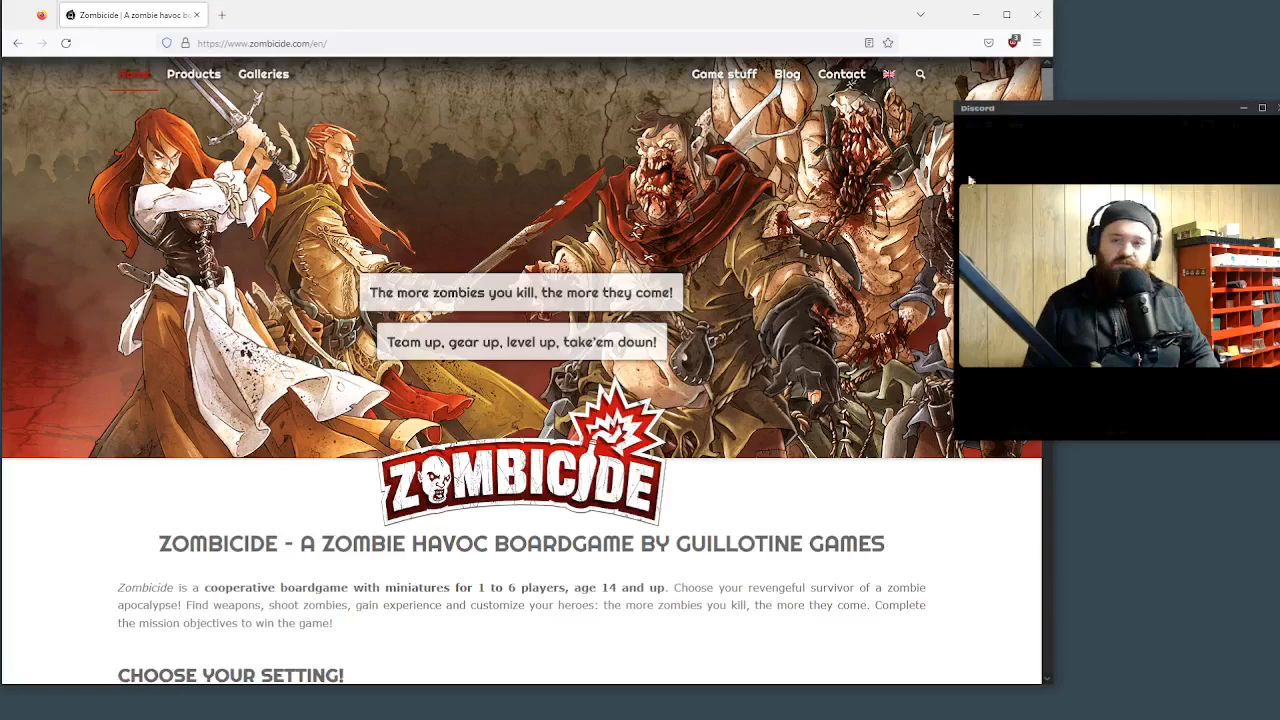 Zombicide | A zombie havoc bo
https://www.zombicide.com/en/
3
Home Products Galleries Game stuff Blog Contact
Discord
The more zombies you kill, the more they come!
Team up, gear up, level up, take'em down!
ZOMBICIDE
ZOMBICIDE - A ZOMBIE HAVOC BOARDGAME BY GUILLOTINE GAMES
Zombicide is a cooperative boardgame with miniatures for 1 to 6 players, age 14 and up. Choose your revengeful survivor of a zombie
apocalypse! Find weapons, shoot zombies, gain experience and customize your heroes: the more zombies you kill, the more they come. Complete
the mission objectives to win the game!
CHOOSE YOUR SETTING!